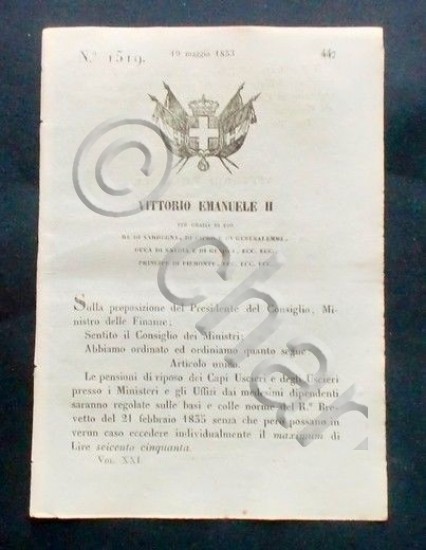 N.° 1519.
19 maggio 1853
447
VITTORIO EMANUELE II
PER GRAZIA DI DIO
RE DI SARDEGNA, DI CIPRO E DI GERUSALEMME,
DUCA DI SAVOIA E DI GENOVA, ECC. ECC.
PRINCIPE DI PIEMONTE, ECC. ECC. ECC.
Sulla proposizione del Presidente del Consiglio, Mi-
nistro delle Finanze;
Sentito il Consiglio dei Ministri;
Abbiamo ordinato ed ordiniamo quanto segue:
Articolo unico.
Le pensioni di riposo dei Capi Uscieri e degli Uscieri
presso i Ministeri e gli Uffizi dai medesimi dipendenti
saranno regolate sulle basi e colle norme del R.° Bre-
vetto del 21 febbraio 1835 senza che però possano in
verun caso eccedere individualmente il maximum di
Lire seicento cinquanta.
Vol. XXI
© char